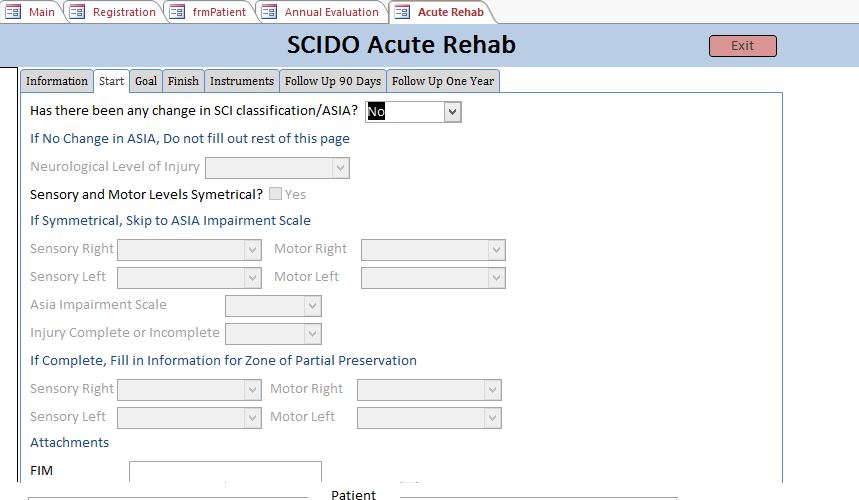 Main Registration frmPatient Annual Evaluation Acute Rehab
SCIDO Acute Rehab Exit
Information Start Goal Finish Instruments Follow Up 90 Days Follow Up One Year
Has there been any change in SCI classification/ASIA? No
If No Change in ASIA, Do not fill out rest of this page
Neurological Level of Injury
Sensory and Motor Levels Symetrical? Yes
If Symmetrical, Skip to ASIA Impairment Scale
Sensory Right Motor Right
Sensory Left Motor Left
Asia Impairment Scale
Injury Complete or Incomplete
If Complete, Fill in Information for Zone of Partial Preservation
Sensory Right Motor Right
Sensory Left Motor Left
Attachments
FIM
Patient